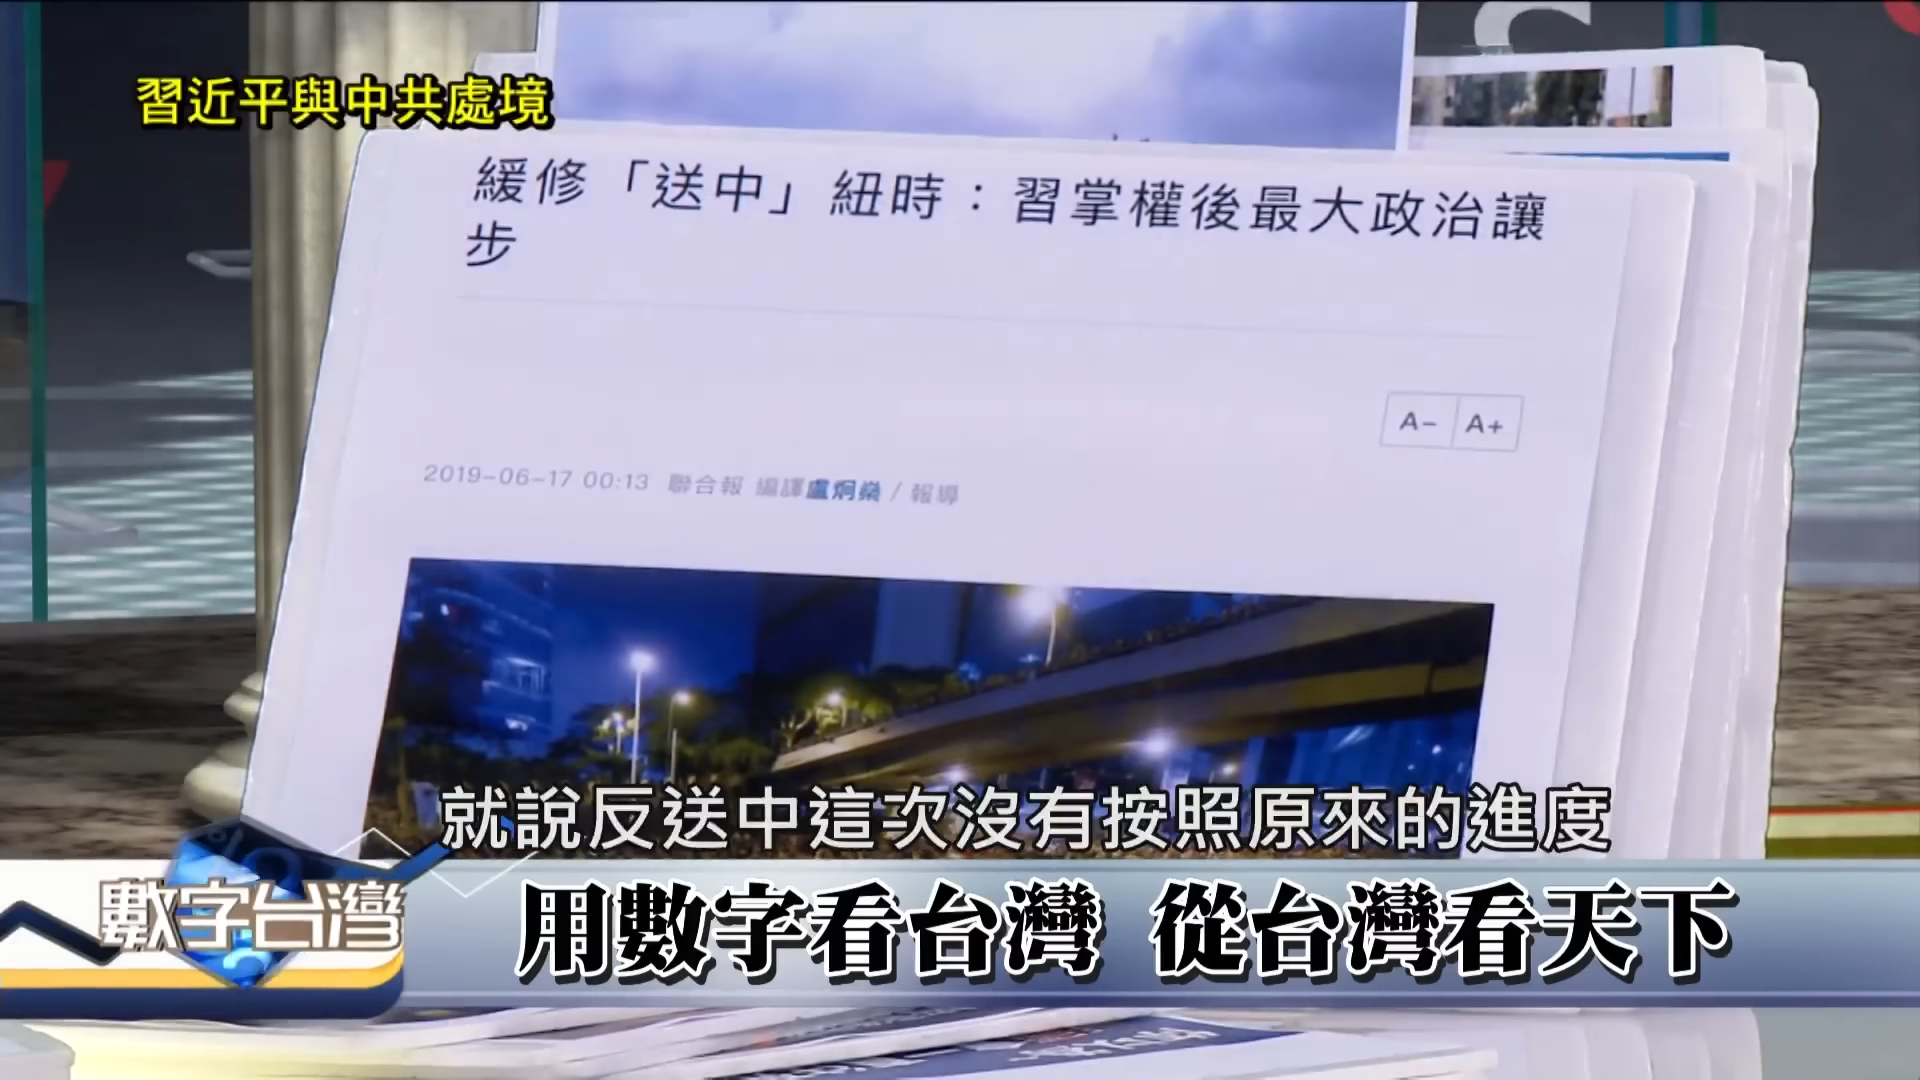 習近平與中共處境
緩修「送中」紐時：習掌權後最大政治讓
步
A- A+
2019-06-17 00:13 聯合報 編譯盧炯燊 / 報導
就說反送中這次沒有按照原來的進度
數字台灣
用數字看台灣 從台灣看天下